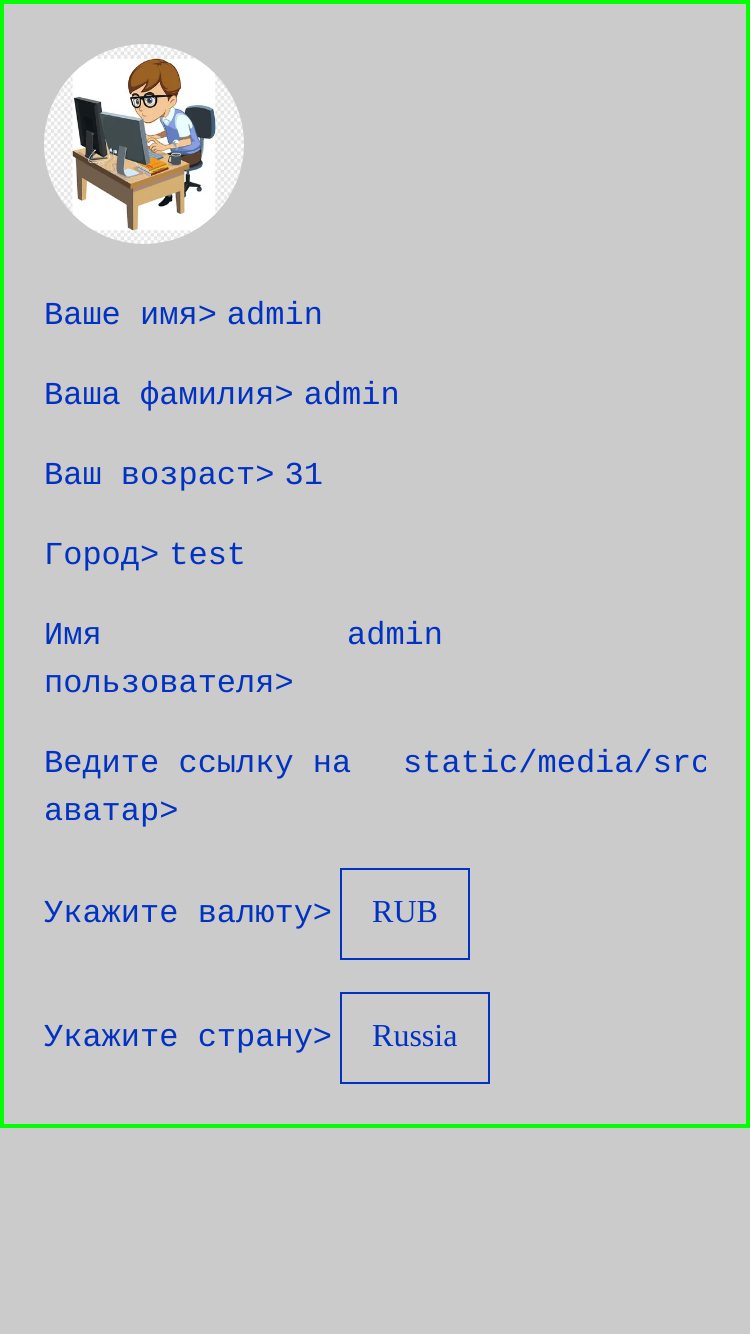 Ваше имя> admin
Ваша фамилия> admin
Ваш возраст> 31
Город> test
Имя admin
пользователя>
Ведите ссылку на static/media/src
аватар>
Укажите валюту> RUB
Укажите страну> Russia